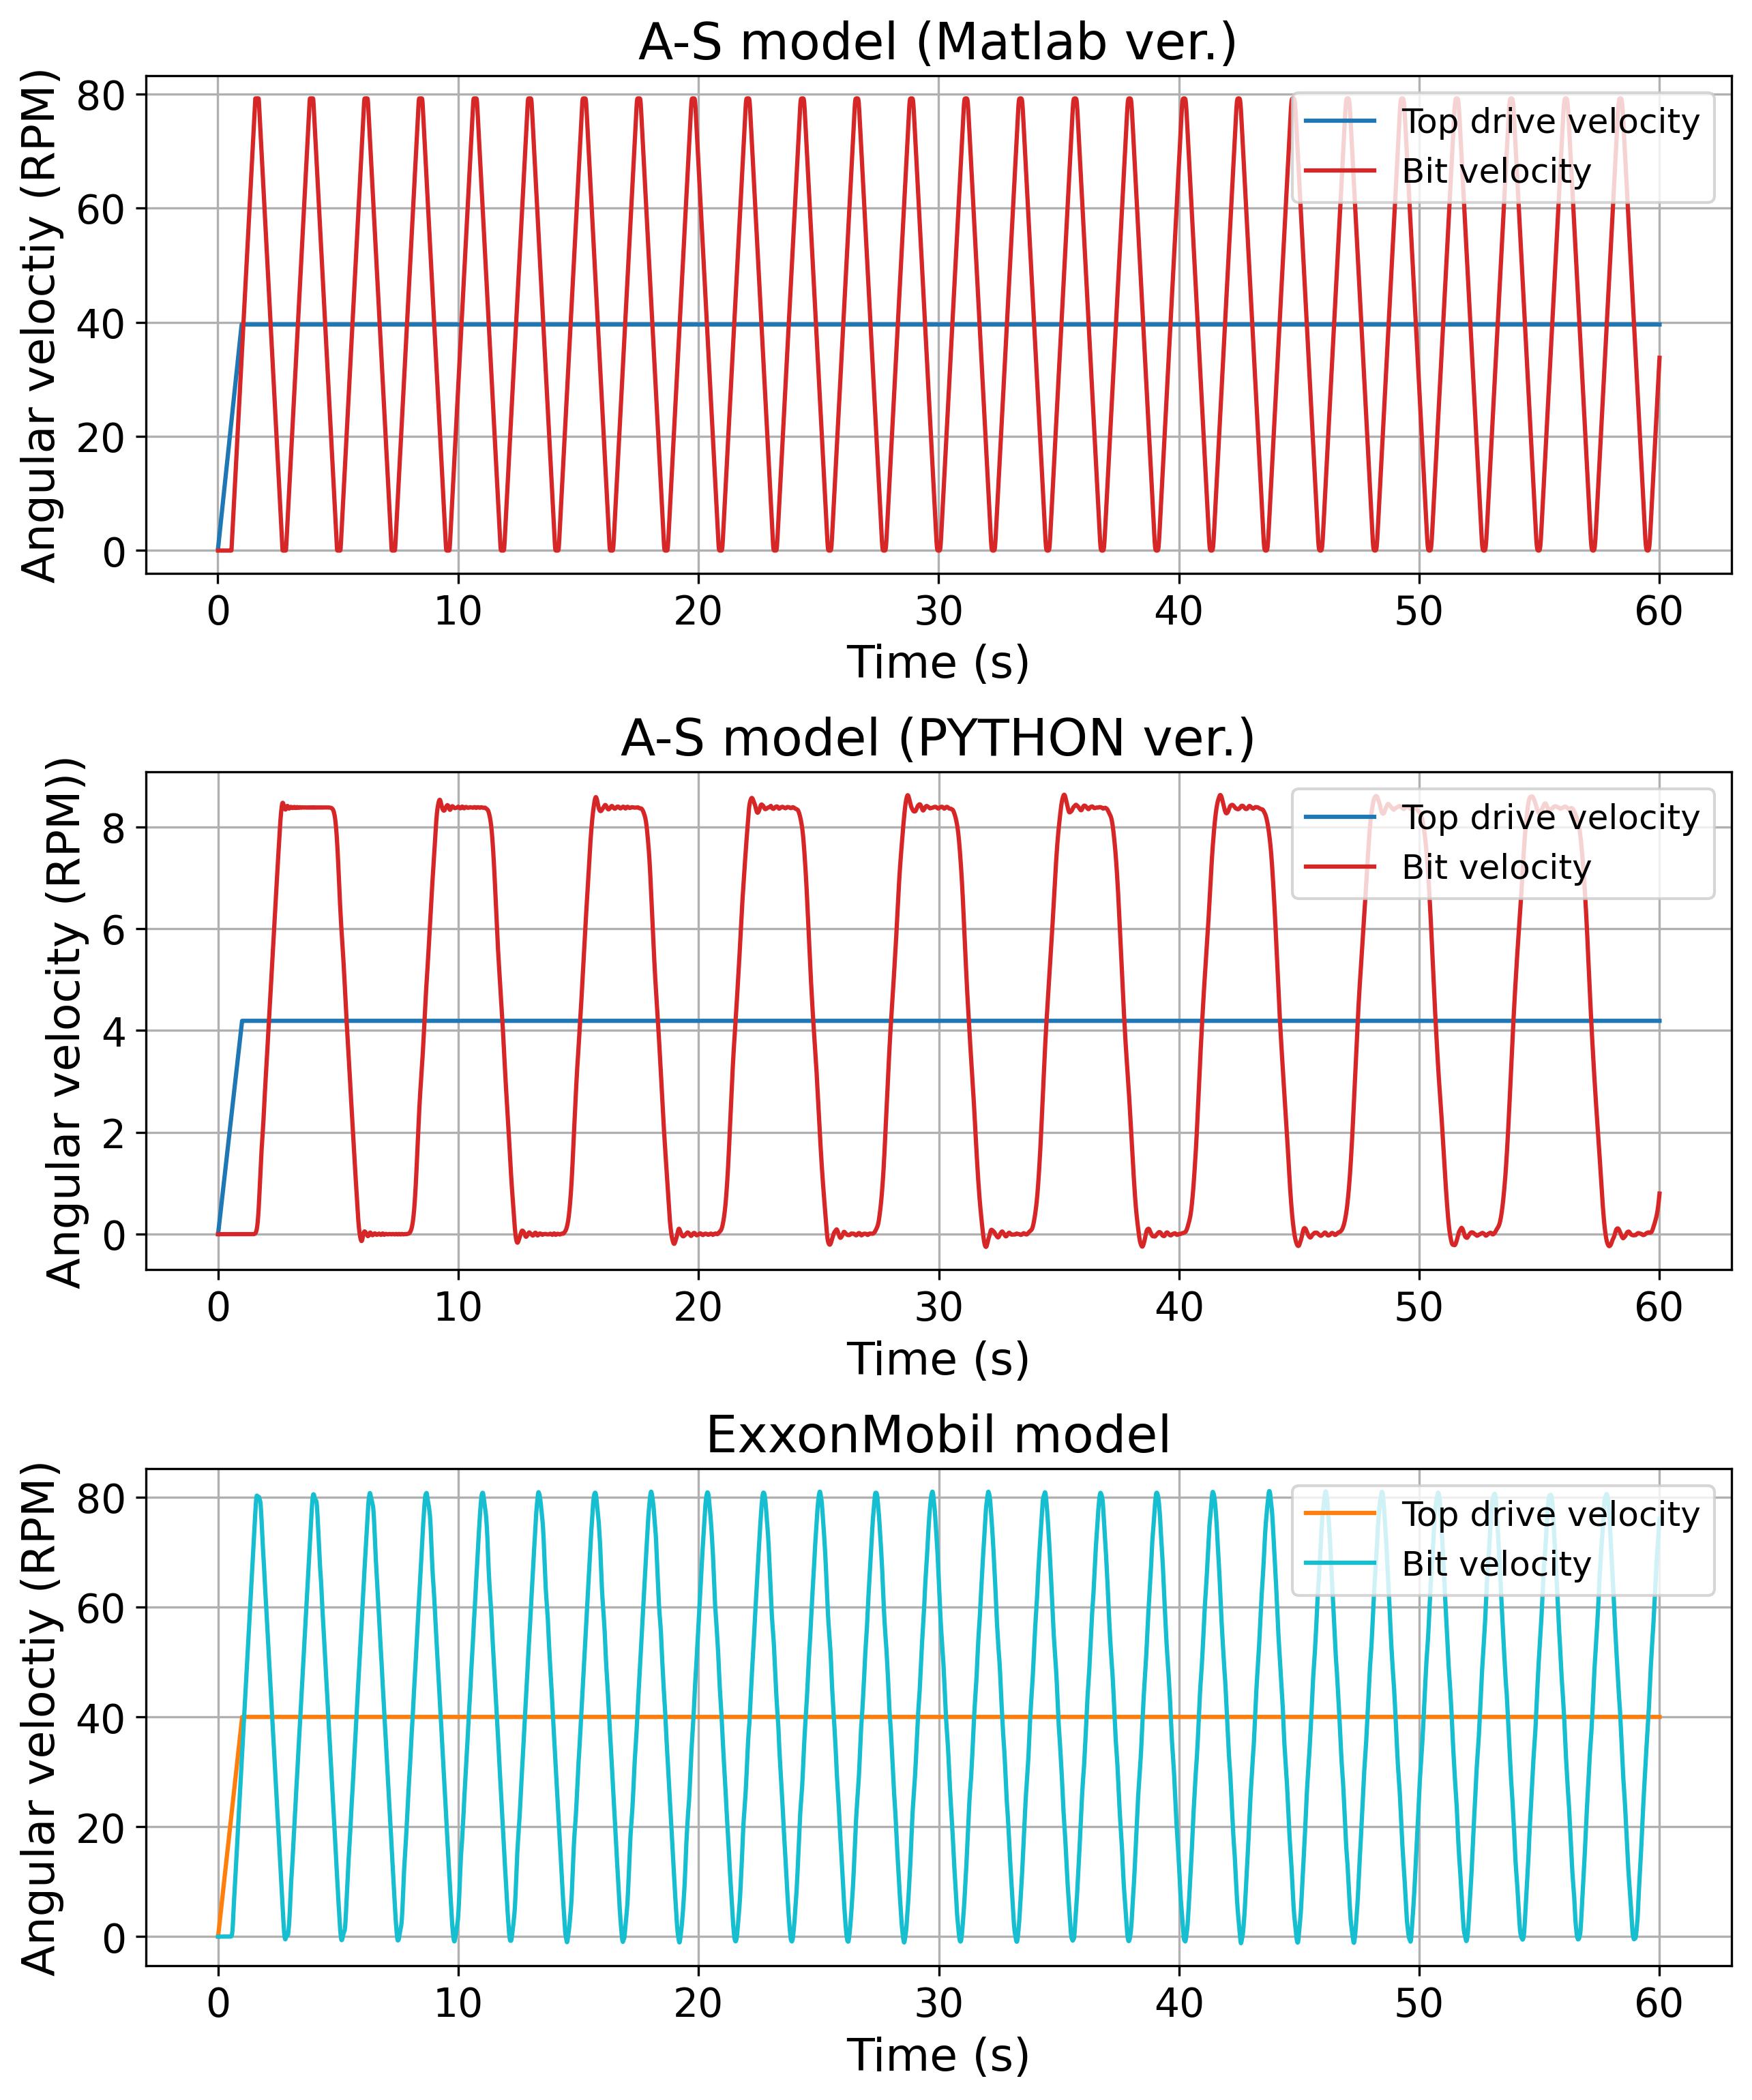 A-S model (Matlab ver.)
Angular veloctiy (RPM)
80
60
40
20
0
Top drive velocity
Bit velocity
0 10 20 30 40 50 60
Time (s)
A-S model (PYTHON ver.)
Angular velocity (RPM))
8
6
4
2
0
Top drive velocity
Bit velocity
0 10 20 30 40 50 60
Time (s)
ExxonMobil model
Angular veloctiy (RPM)
80
60
40
20
0
Top drive velocity
Bit velocity
0 10 20 30 40 50 60
Time (s)